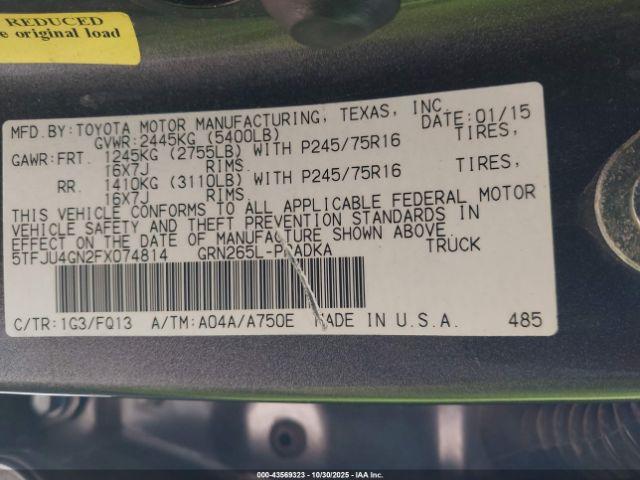 REDUCED
e original load
MFD.BY:TOYOTA MOTOR MANUFACTURING, TEXAS, INC.
GVWR:2445KG (5400LB) DATE:01/15
GAWR:FRT. 1245KG (2755LB) WITH P245/75R16 TIRES,
16X7J RIMS.
RR. 1410KG (3110LB) WITH P245/75R16 TIRES,
16X7J RIMS.
THIS VEHICLE CONFORMS TO ALL APPLICABLE FEDERAL MOTOR
VEHICLE SAFETY AND THEFT PREVENTION STANDARDS IN
EFFECT ON THE DATE OF MANUFACTURE SHOWN ABOVE.
5TFJU4GN2FX074814 TRUCK
C/TR:1G3/FQ13 A/TM:A04A/A750E MADE IN U.S.A. 485
000-43569323 | 10/30/2025 | IAA Inc.